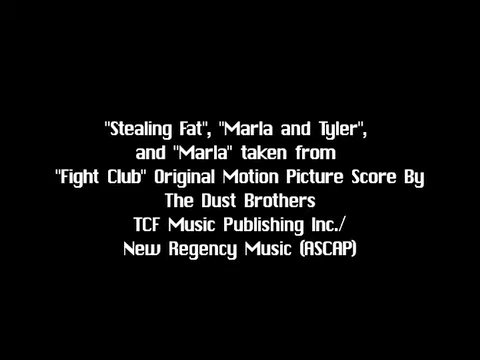 "Stealing Fat", "Marla and Tyler",
and "Marla" taken from
"Fight Club" Original Motion Picture Score By
The Dust Brothers
TCF Music Publishing Inc./
New Regency Music (ASCAP)